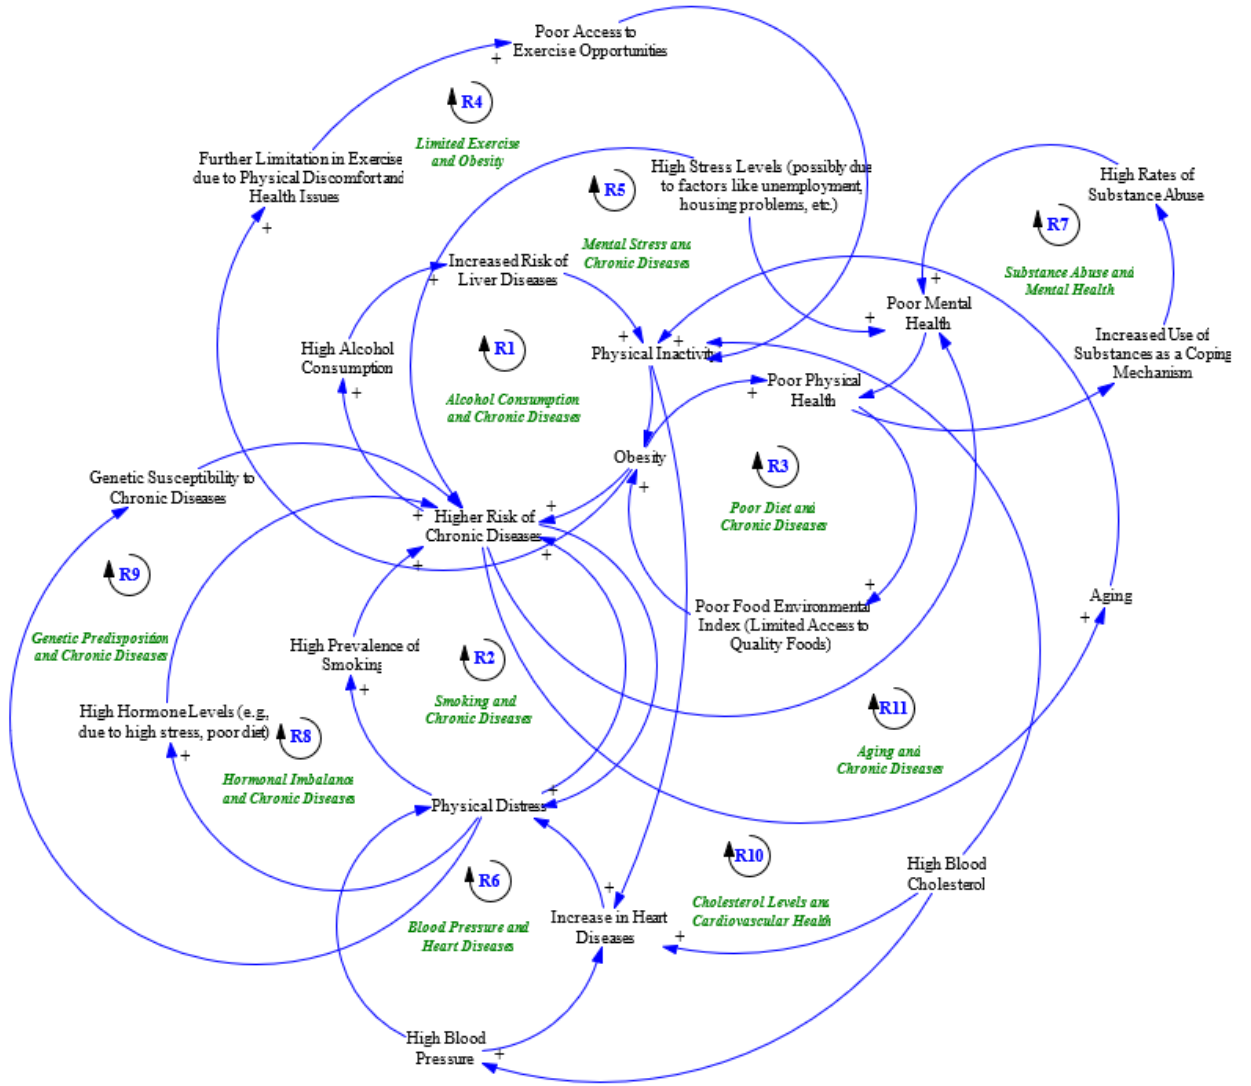 Poor Access to
Exercise Opportunities
+
R4
Limited Exercise
and Obesity
Further Limitation in Exercise
due to Physical Discomfort and
Health Issues
+
High Stress Levels (possibly due
to factors like unemployment,
housing problems, etc.)
R5
Mental Stress and
Chronic Diseases
High Rates of
Substance Abuse
R7
Substance Abuse and
Mental Health
Increased Risk of
Liver Diseases
+
Poor Mental
Health
+
+
Increased Use of
Substances as a Coping
Mechanism
High Alcohol
Consumption
+
R1
Alcohol Consumption
and Chronic Diseases
Physical Inactivity
+
+
Poor Physical
Health
+
Obesity
+
R3
Poor Diet and
Chronic Diseases
Genetic Susceptibility to
Chronic Diseases
Higher Risk of
Chronic Diseases
+
+
+
+
R9
Genetic Predisposition
and Chronic Diseases
Poor Food Environmental
Index (Limited Access to
Quality Foods)
+
Aging
+
High Prevalence of
Smoking
+
R2
Smoking and
Chronic Diseases
High Hormone Levels (e.g.,
due to high stress, poor diet)
+
R8
Hormonal Imbalance
and Chronic Diseases
R11
Aging and
Chronic Diseases
Physical Distress
+
R6
Blood Pressure and
Heart Diseases
R10
Cholesterol Levels and
Cardiovascular Health
High Blood
Cholesterol
Increase in Heart
Diseases
+
+
High Blood
Pressure
+